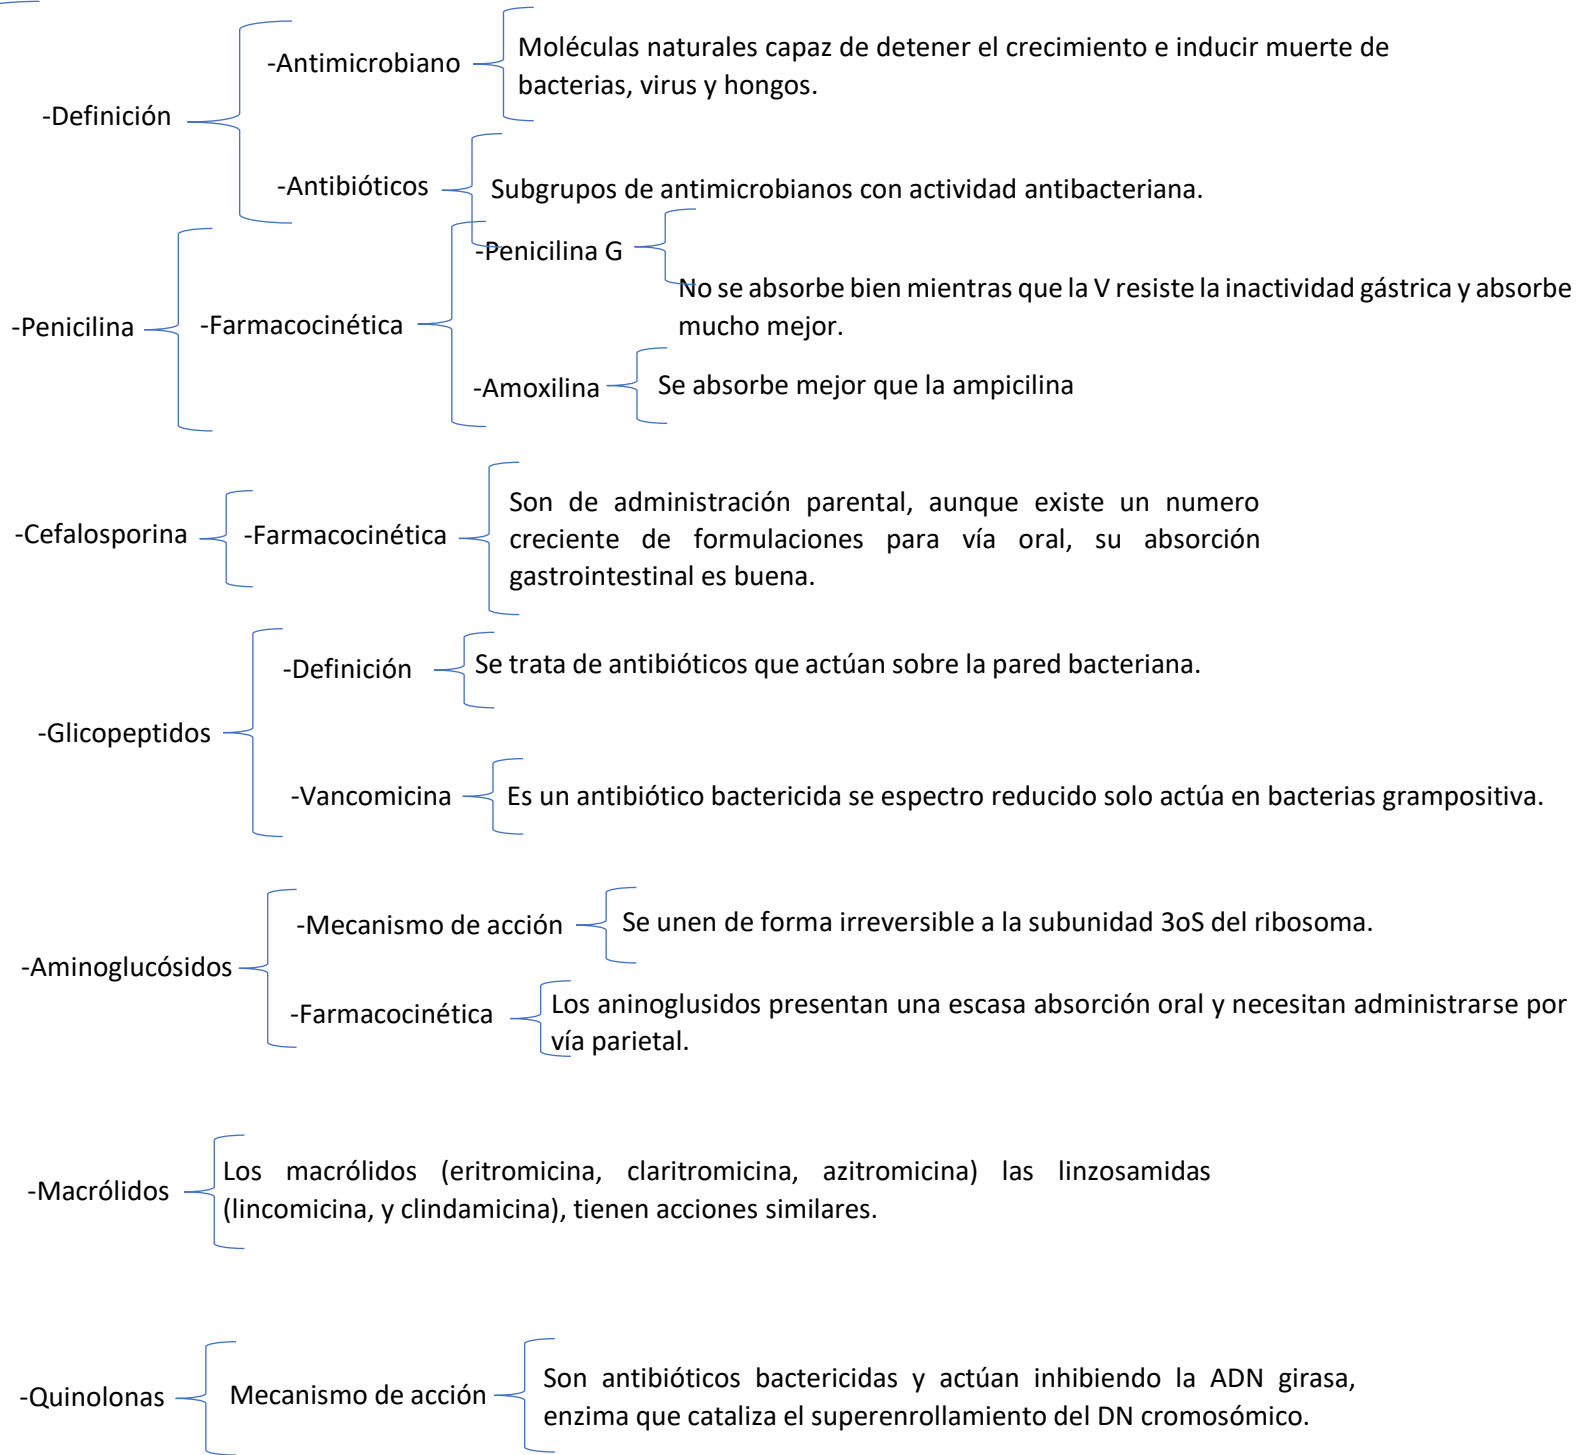 -Definición
-Antimicrobiano
Moléculas naturales capaz de detener el crecimiento e inducir muerte de
bacterias, virus y hongos.
-Antibióticos
Subgrupos de antimicrobianos con actividad antibacteriana.
-Penicilina
-Farmacocinética
-Penicilina G
No se absorbe bien mientras que la V resiste la inactividad gástrica y absorbe
mucho mejor.
-Amoxilina
Se absorbe mejor que la ampicilina
-Cefalosporina
-Farmacocinética
Son de administración parental, aunque existe un numero
creciente de formulaciones para vía oral, su absorción
gastrointestinal es buena.
-Glicopeptidos
-Definición
Se trata de antibióticos que actúan sobre la pared bacteriana.
-Vancomicina
Es un antibiótico bactericida se espectro reducido solo actúa en bacterias grampositiva.
-Aminoglucósidos
-Mecanismo de acción
Se unen de forma irreversible a la subunidad 3oS del ribosoma.
-Farmacocinética
Los aninoglusidos presentan una escasa absorción oral y necesitan administrarse por
vía parietal.
-Macrólidos
Los macrólidos (eritromicina, claritromicina, azitromicina) las linzosamidas
(lincomicina, y clindamicina), tienen acciones similares.
-Quinolonas
Mecanismo de acción
Son antibióticos bactericidas y actúan inhibiendo la ADN girasa,
enzima que cataliza el superenrollamiento del DN cromosómico.